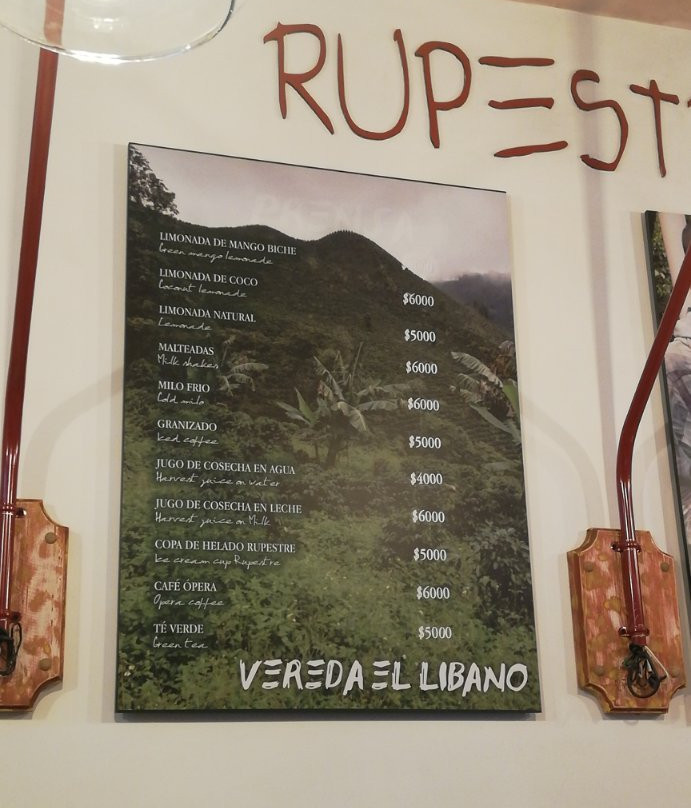 RUPEST
LIMONADA DE MANGO BICHE
Green mango lemonade
LIMONADA DE COCO
Coconut lemonade
$6000
LIMONADA NATURAL
Lemonade
$5000
MALTEADAS
Milk shakes
$6000
MILO FRIO
Cold milo
$6000
GRANIZADO
Iced coffee
$5000
JUGO DE COSECHA EN AGUA
Harvest juice on water
$4000
JUGO DE COSECHA EN LECHE
Harvest juice on Milk
$6000
COPA DE HELADO RUPESTRE
Ice cream cup Rupestre
$5000
CAFÉ ÓPERA
Opera coffee
$6000
TÉ VERDE
Green tea
$5000
VEREDA EL LIBANO